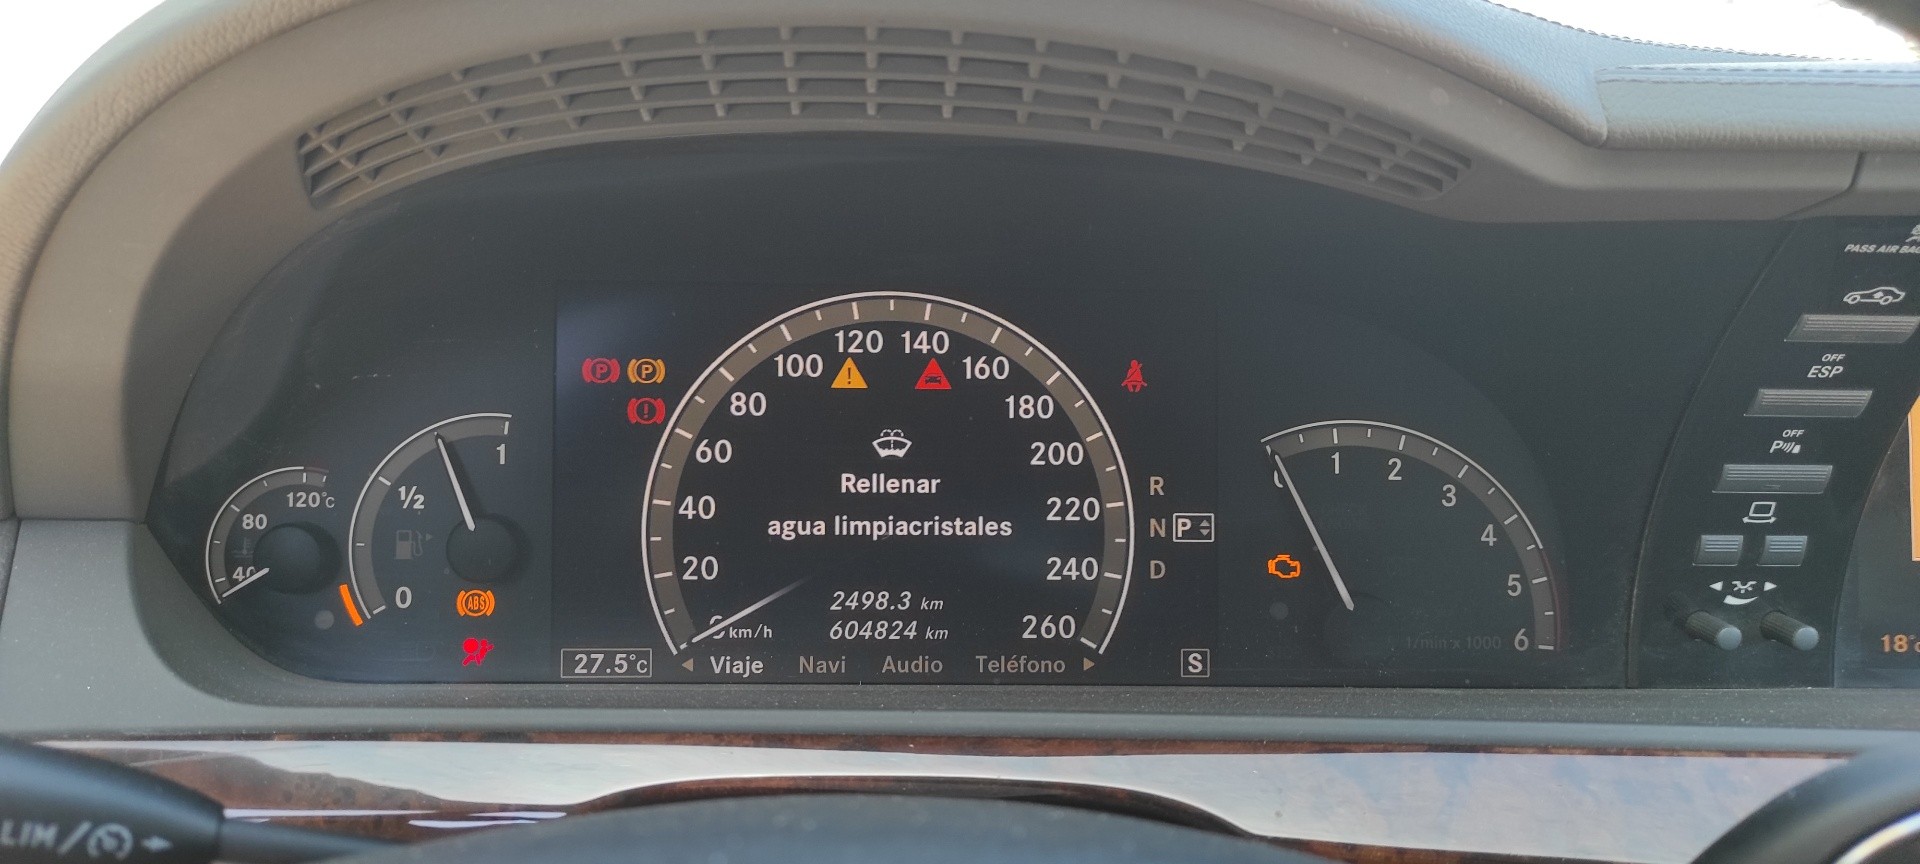 PASS AIR BAG
OFF
ESP
OFF
P
120 140
100 160
P P
80 180
1
60 200
120°C
½
80
Rellenar
40 220
agua limpiacristales
R
N P
D
20 240
40
0
ABS
2498.3 km
604824 km
km/h
260
27.5°C
Viaje Navi Audio Teléfono
S
1
2
3
4
5
6
1/min x 1000
18°C
LIM